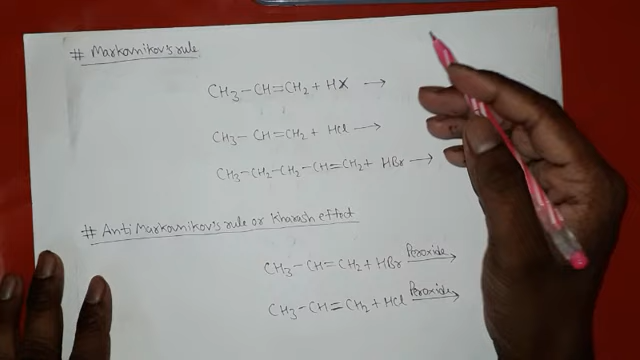 # Markovnikov's rule
CH₃-CH=CH₂ + HX →
CH₃-CH=CH₂ + HCl →
CH₃-CH₂-CH₂-CH=CH₂ + HBr →
# Anti Markovnikov's rule or Kharash effect
CH₃-CH=CH₂ + HBr Peroxide →
CH₃-CH=CH₂ + HCl Peroxide →